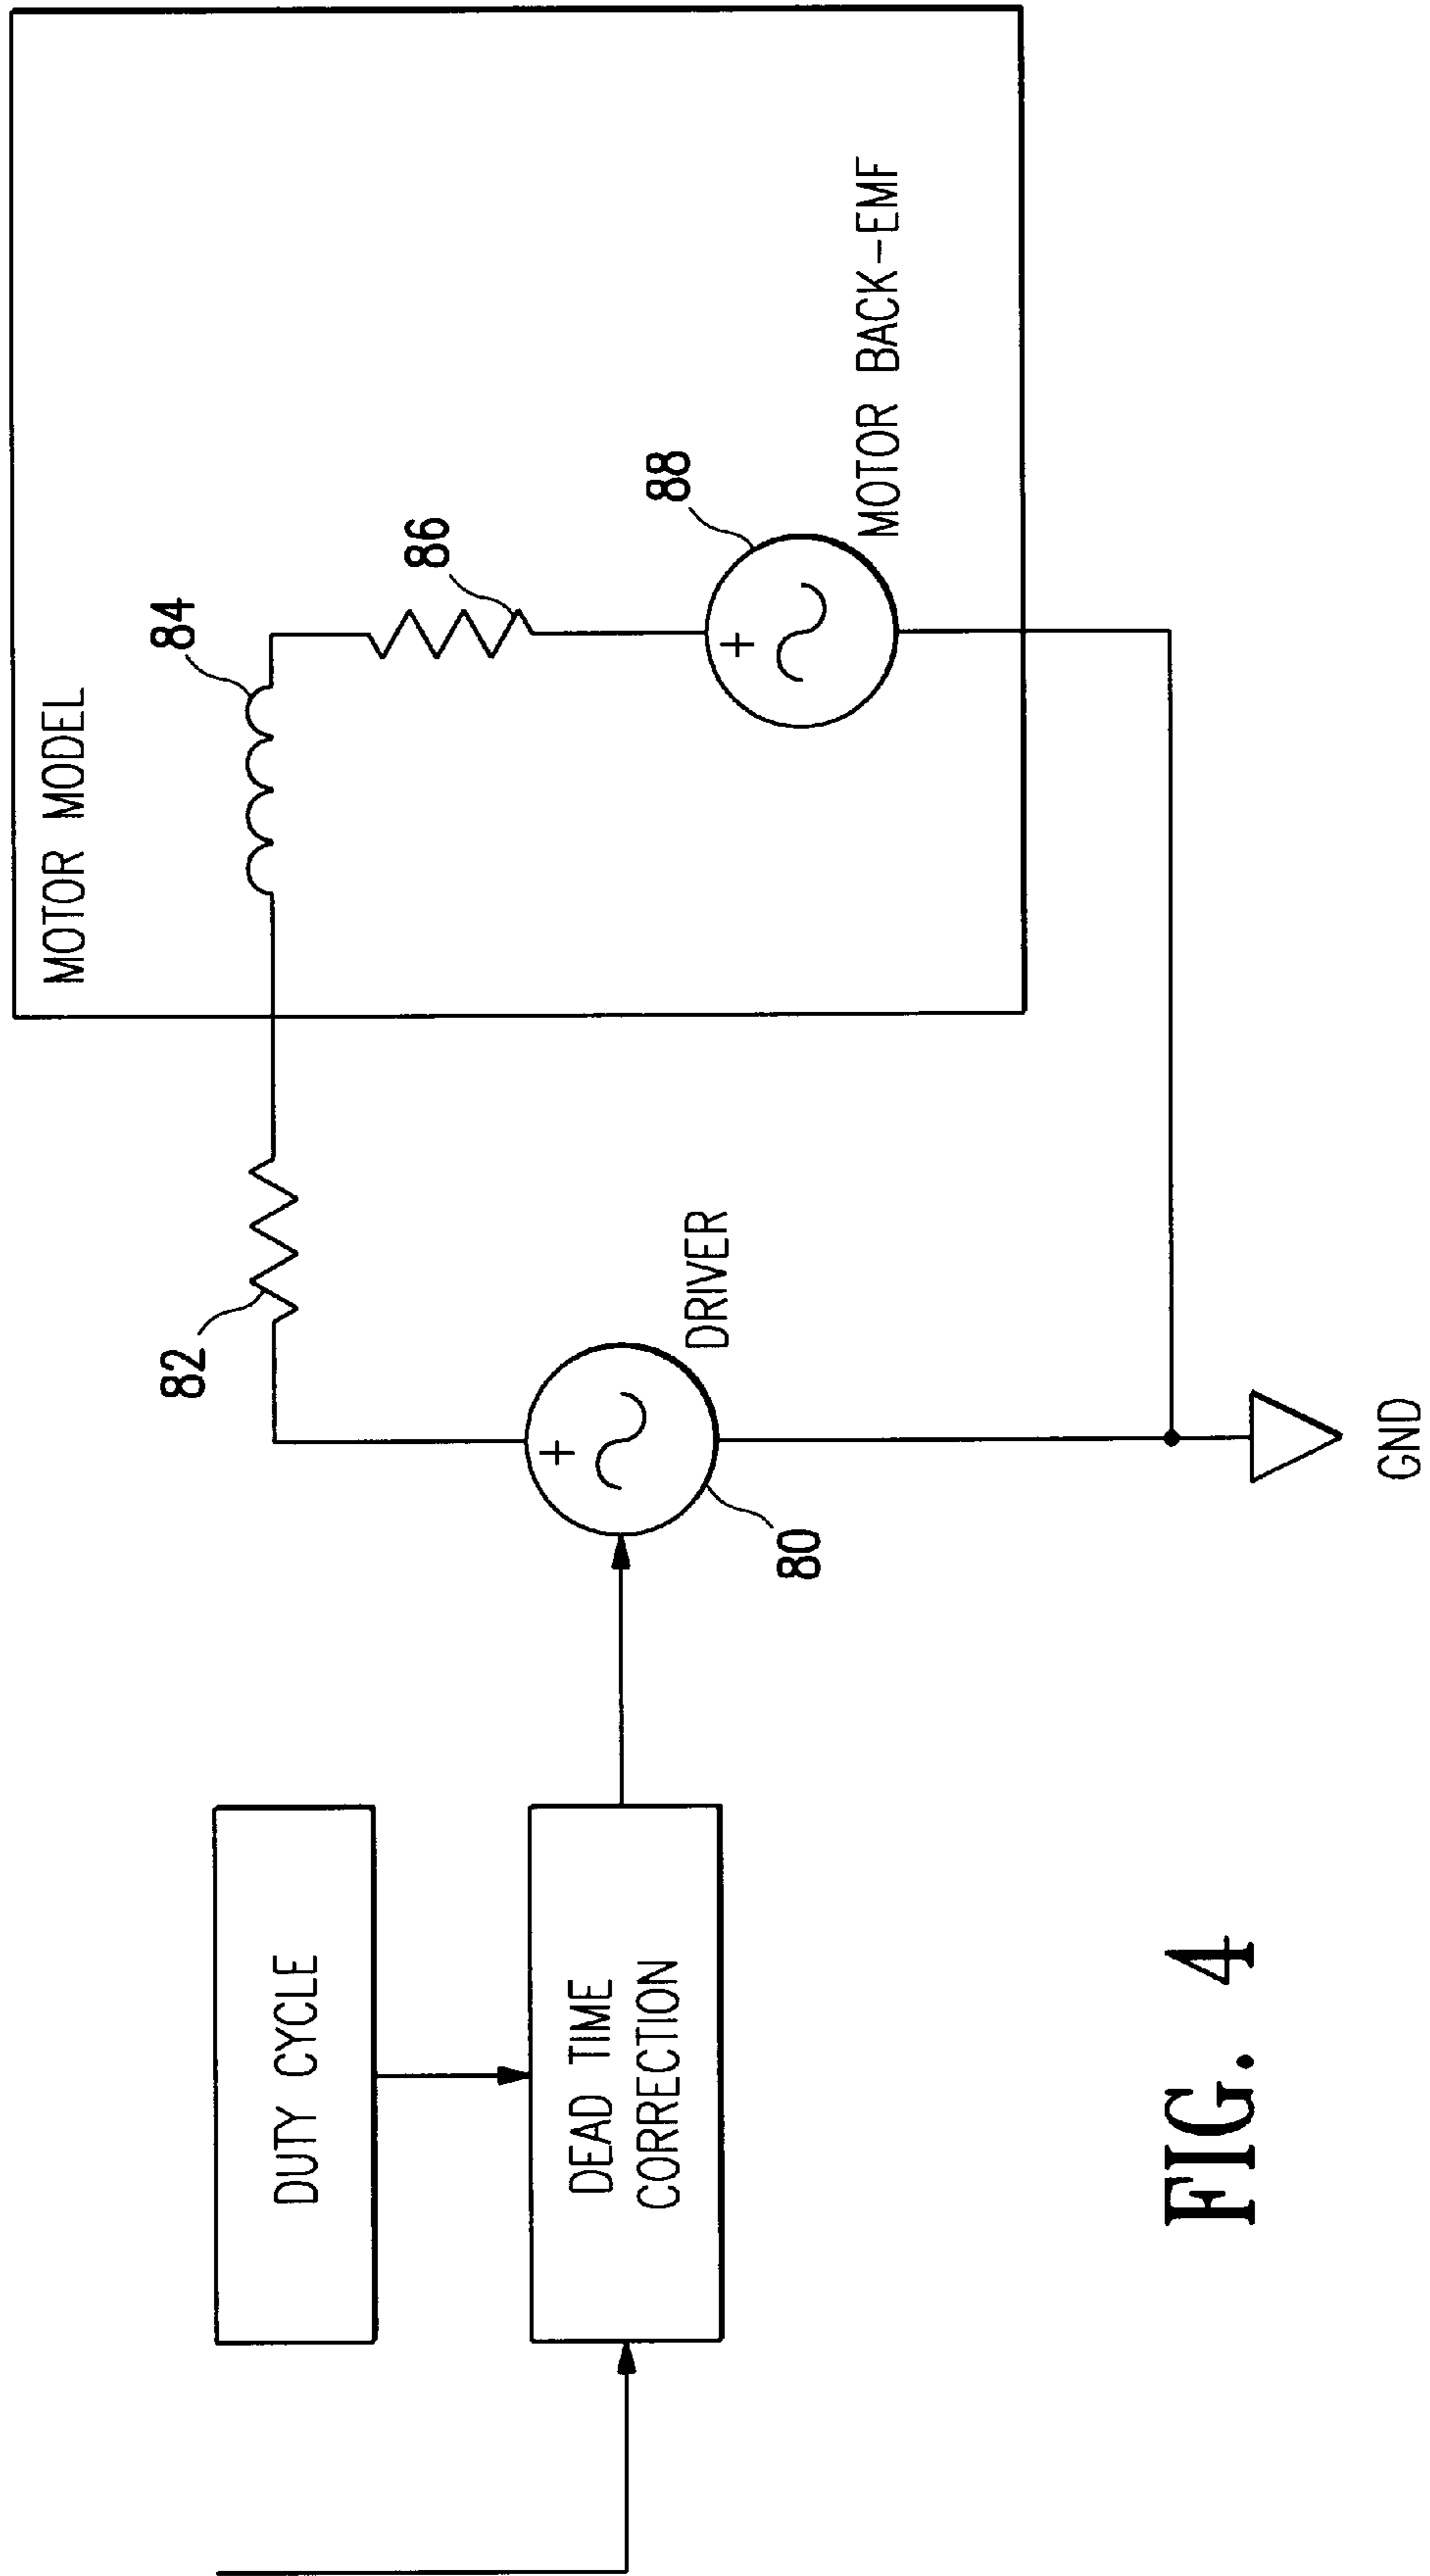 MOTOR MODEL
84
86
82
88
MOTOR BACK-EMF
DRIVER
80
DUTY CYCLE
DEAD TIME
CORRECTION
GND
FIG. 4